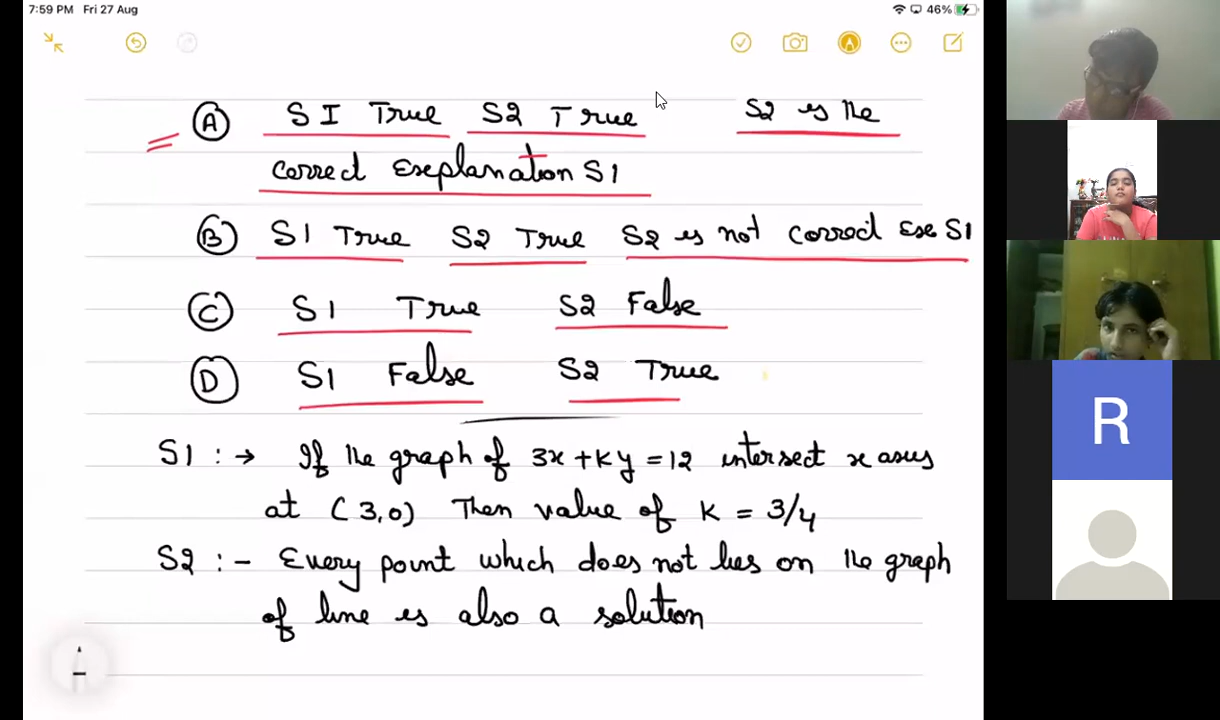 7:59 PM Fri 27 Aug
46%
A SI True S2 True S2 is the
correct Explanation S1
B S1 True S2 True S2 is not correct Exe S1
C S1 True S2 False
D S1 False S2 True
S1 :→ If the graph of 3x+ky=12 intersect x axis
at (3,0) Then value of K = 3/4
S2 :- Every point which does not lies on the graph
of line is also a solution
R